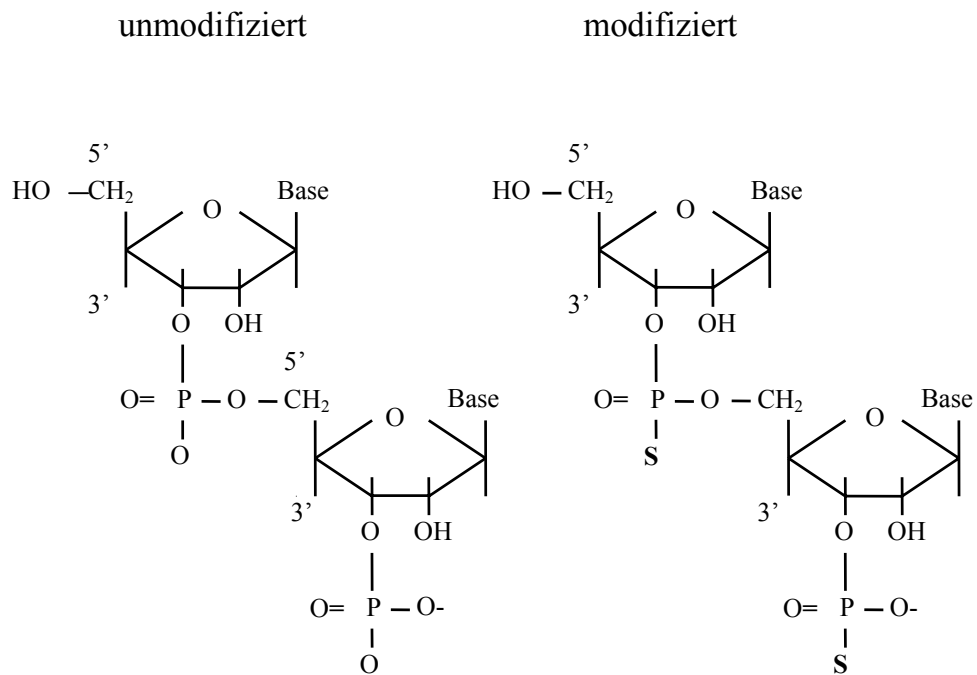 unmodifiziert modifiziert
5’ 5’
HO –CH2 Base HO – CH2 Base
O O
3’ 3’
O OH O OH
5’
O= P – O – CH2 Base O= P – O – CH2 Base
O O
O S
3’ 3’
O OH O OH
O= P – O- O= P – O-
O S